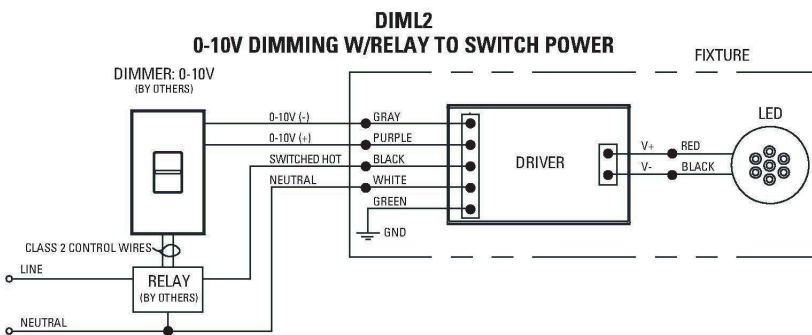 DIML2
0-10V DIMMING W/RELAY TO SWITCH POWER
FIXTURE
DIMMER: 0-10V
(BY OTHERS)
LED
0-10V (-)
GRAY
0-10V (+)
PURPLE
V+
RED
SWITCHED HOT
BLACK
DRIVER
V-
BLACK
NEUTRAL
WHITE
GREEN
GND
CLASS 2 CONTROL WIRES
LINE
RELAY
(BY OTHERS)
NEUTRAL